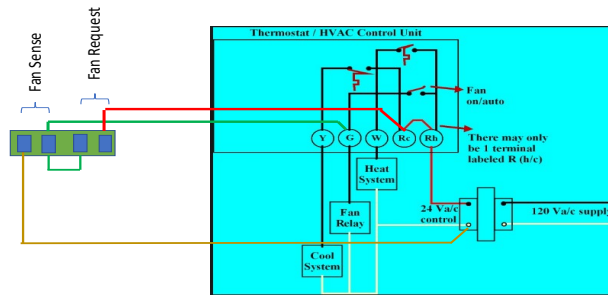 Thermostat / HVAC Control Unit
Fan Sense
Fan Request
Fan
on/auto
Y
G
W
Rc
Rh
There may only
be 1 terminal
labeled R (h/c)
Heat
System
24 Va/c
control
120 Va/c supply
Fan
Relay
Cool
System